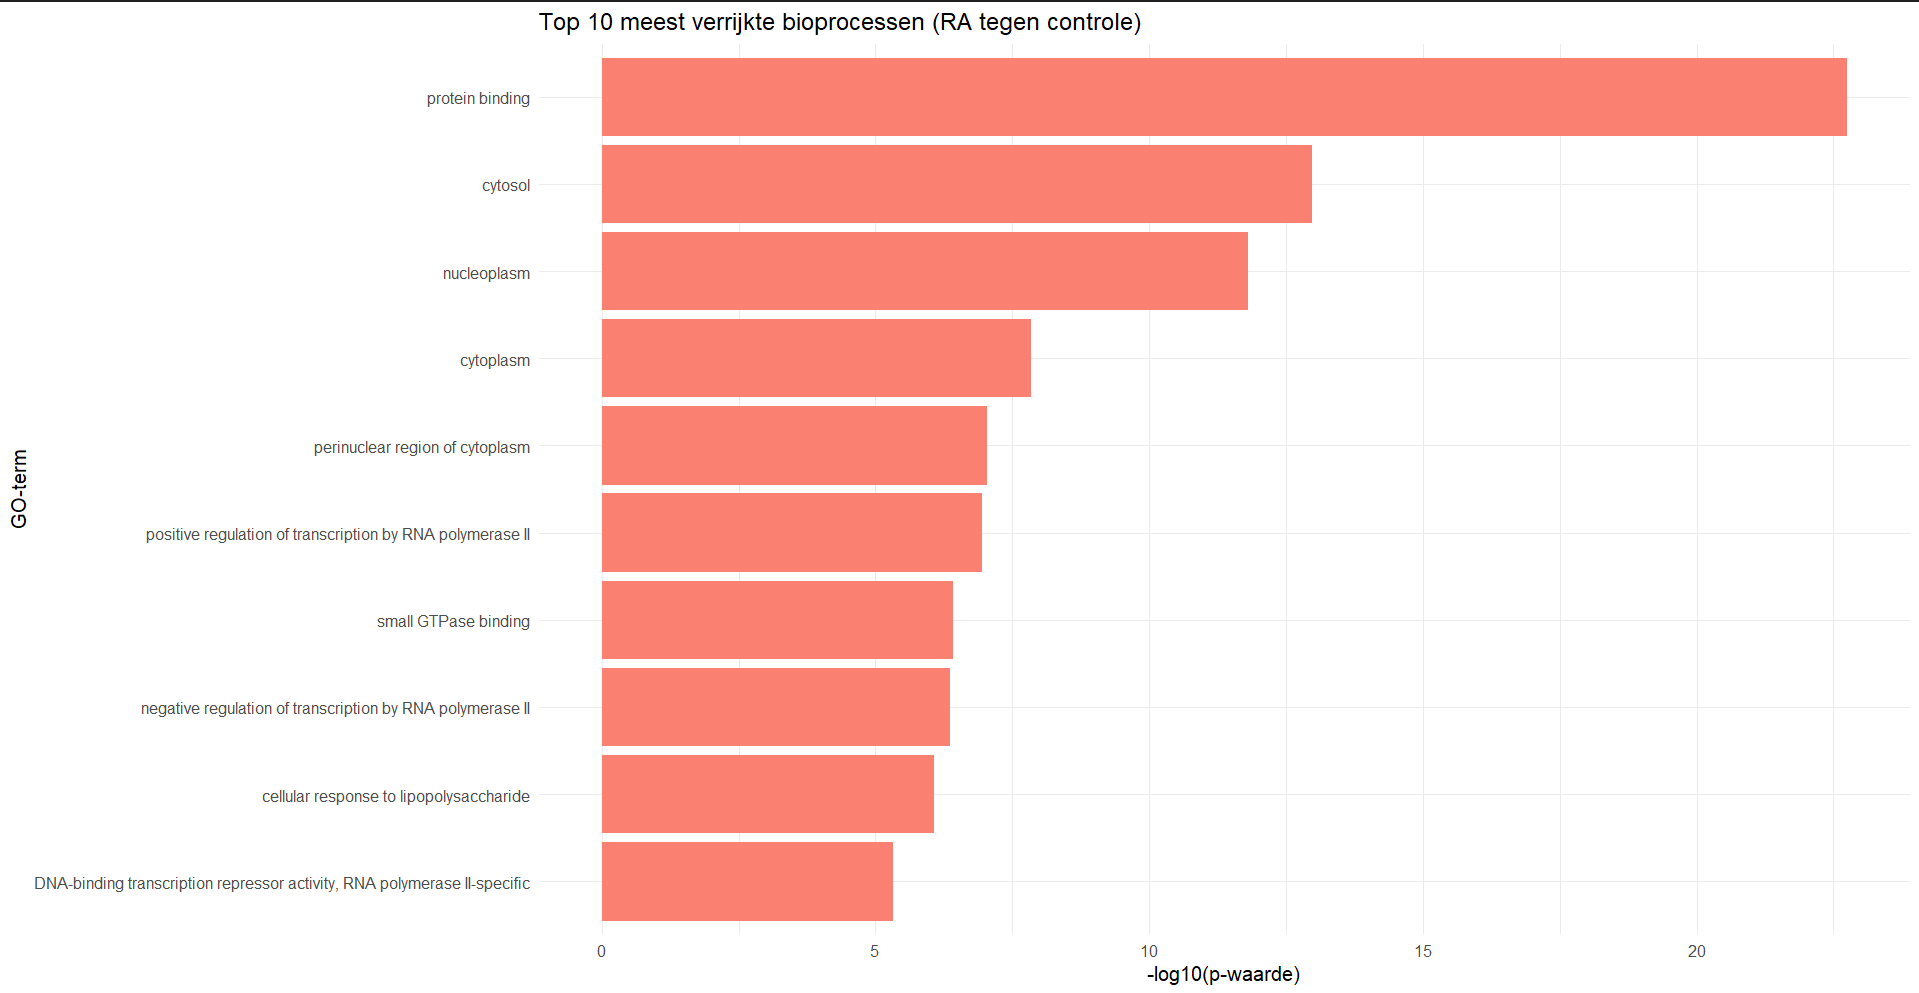 Top 10 meest verrijkte bioprocessen (RA tegen controle)
GO-term
protein binding
cytosol
nucleoplasm
cytoplasm
perinuclear region of cytoplasm
positive regulation of transcription by RNA polymerase II
small GTPase binding
negative regulation of transcription by RNA polymerase II
cellular response to lipopolysaccharide
DNA-binding transcription repressor activity, RNA polymerase II-specific
0 5 10 15 20
-log10(p-waarde)